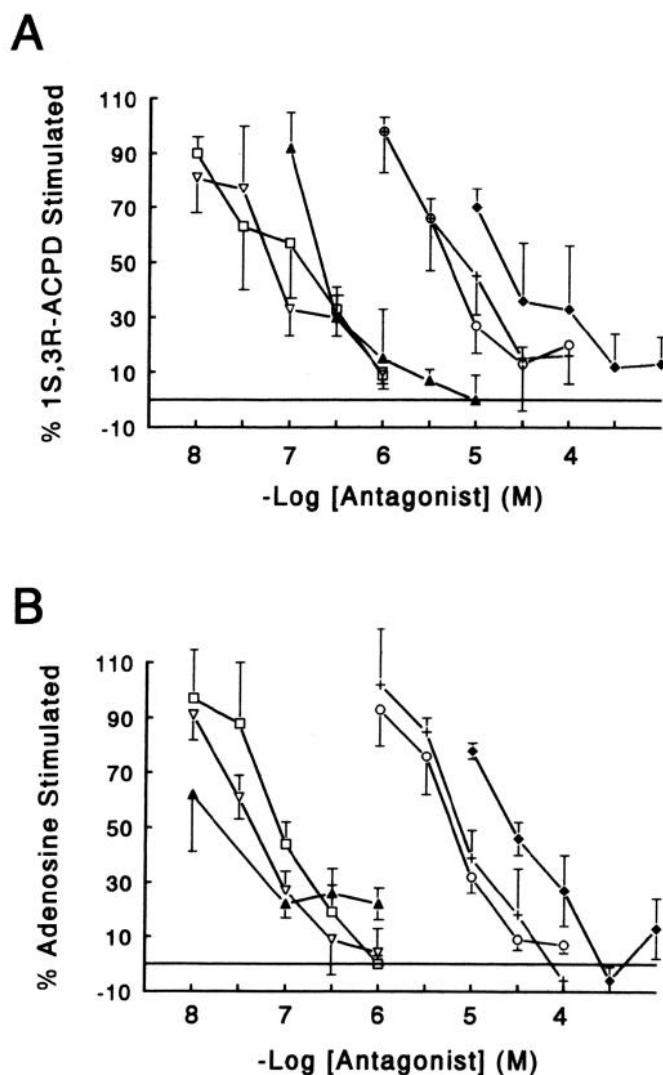 A
% 1S,3R-ACPD Stimulated
110
90
70
50
30
10
-10
8 7 6 5 4
-Log [Antagonist] (M)
B
% Adenosine Stimulated
110
90
70
50
30
10
-10
8 7 6 5 4
-Log [Antagonist] (M)